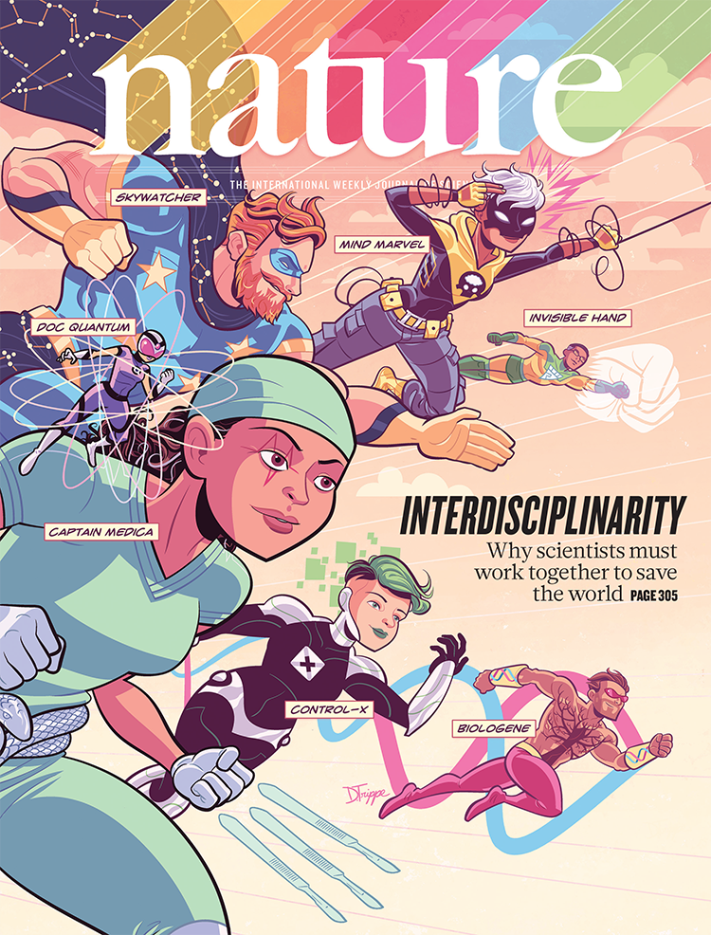 nature
THE INTERNATIONAL WEEKLY JOURNAL
SKYWATCHER
MIND MARVEL
INVISIBLE HAND
DOC QUANTUM
INTERDISCIPLINARITY
Why scientists must
work together to save
the world PAGE 305
CAPTAIN MEDICA
CONTROL-X
BIOLOGENE
DTrippe